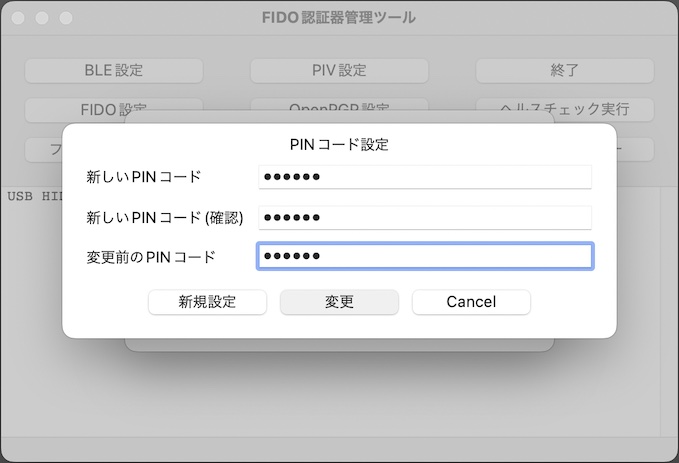 FIDO認証器管理ツール
BLE設定
PIV設定
終了
FIDO設定
OpenPGP設定
ヘルスチェック実行
PINコード設定
新しいPINコード
●●●●●●
新しいPINコード(確認)
●●●●●●
変更前のPINコード
●●●●●●
新規設定
変更
Cancel
USB HID